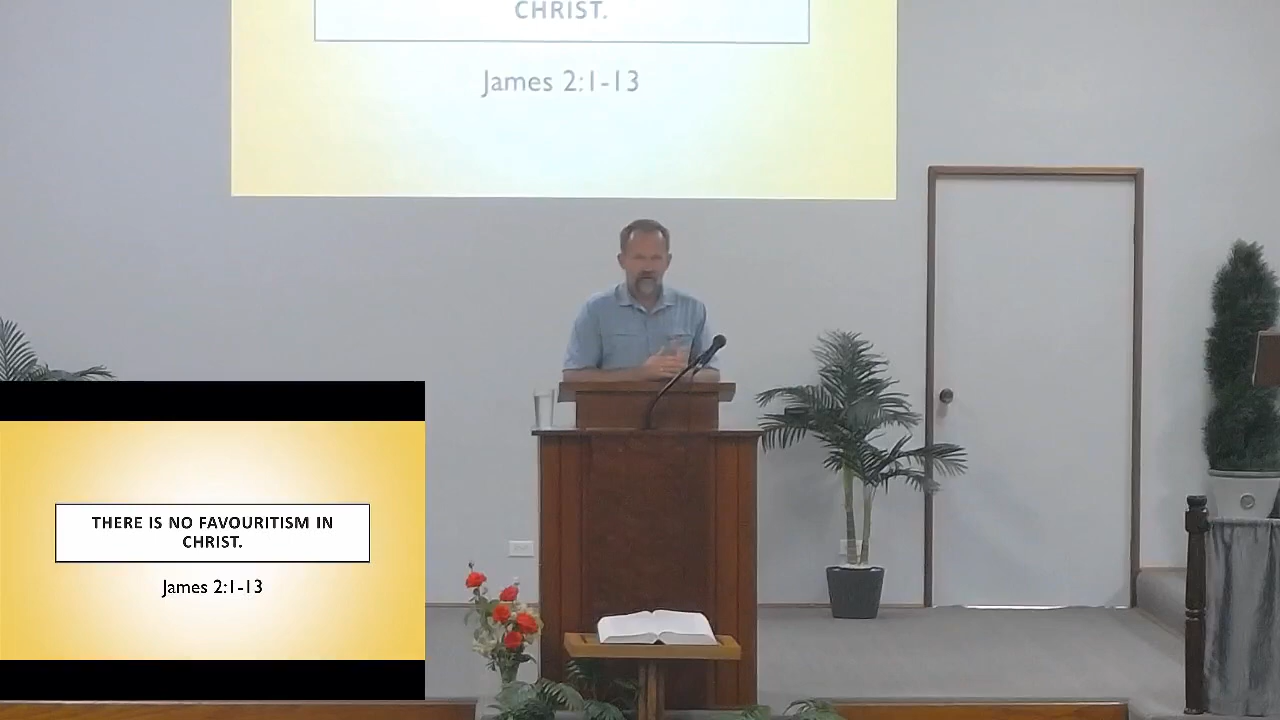 CHRIST.
James 2:1-13
THERE IS NO FAVOURITISM IN
CHRIST.
James 2:1-13